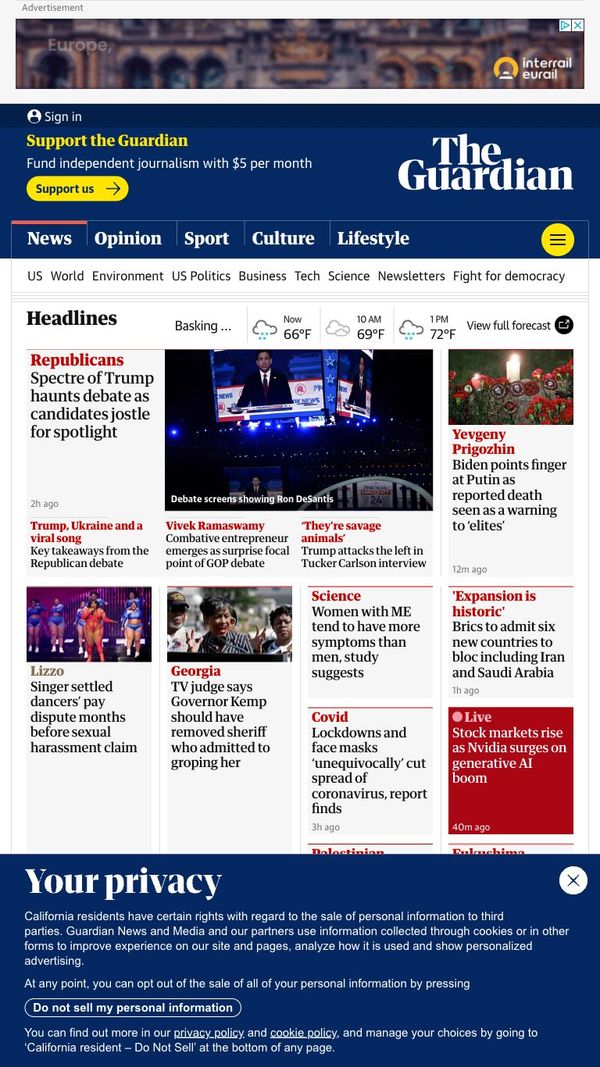 Advertisement
Europe,
interrail
eurail
Sign in
Support the Guardian
Fund independent journalism with $5 per month
Support us
The
Guardian
News
Opinion
Sport
Culture
Lifestyle
US World Environment US Politics Business Tech Science Newsletters Fight for democracy
Headlines
Basking ...
Now
66°F
10 AM
69°F
1 PM
72°F
View full forecast
Republicans
Spectre of Trump
haunts debate as
candidates jostle
for spotlight
2h ago
Debate screens showing Ron DeSantis
Yevgeny
Prigozhin
Biden points finger
at Putin as
reported death
seen as a warning
to ‘elites’
12m ago
Trump, Ukraine and a
viral song
Key takeaways from the
Republican debate
Vivek Ramaswamy
Combative entrepreneur
emerges as surprise focal
point of GOP debate
‘They’re savage
animals’
Trump attacks the left in
Tucker Carlson interview
Lizzo
Singer settled
dancers’ pay
dispute months
before sexual
harassment claim
Georgia
TV judge says
Governor Kemp
should have
removed sheriff
who admitted to
groping her
Science
Women with ME
tend to have more
symptoms than
men, study
suggests
'Expansion is
historic'
Brics to admit six
new countries to
bloc including Iran
and Saudi Arabia
1h ago
Covid
Lockdowns and
face masks
‘unequivocally’ cut
spread of
coronavirus, report
finds
3h ago
Live
Stock markets rise
as Nvidia surges on
generative AI
boom
40m ago
Palestinian
Fukushima
Your privacy
California residents have certain rights with regard to the sale of personal information to third
parties. Guardian News and Media and our partners use information collected through cookies or in other
forms to improve experience on our site and pages, analyze how it is used and show personalized
advertising.
At any point, you can opt out of the sale of all of your personal information by pressing
Do not sell my personal information
You can find out more in our privacy policy and cookie policy, and manage your choices by going to
‘California resident – Do Not Sell’ at the bottom of any page.